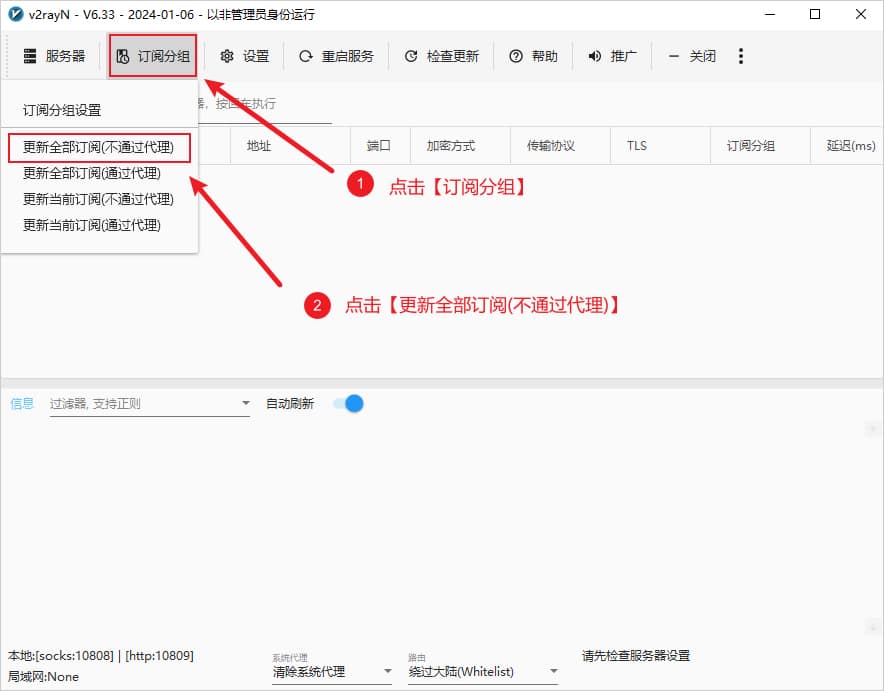 v2rayN - V6.33 - 2024-01-06 - 以非管理员身份运行
服务器 订阅分组 设置 重启服务 检查更新 帮助 推广 关闭
订阅分组设置
器，按回车执行
更新全部订阅(不通过代理)
更新全部订阅(通过代理)
更新当前订阅(不通过代理)
更新当前订阅(通过代理)
地址 端口 加密方式 传输协议 TLS 订阅分组 延迟(ms)
1 点击【订阅分组】
2 点击【更新全部订阅(不通过代理)】
信息 过滤器, 支持正则 自动刷新
本地:[socks:10808] | [http:10809]
局域网:None
系统代理
清除系统代理
路由
绕过大陆(Whitelist)
请先检查服务器设置